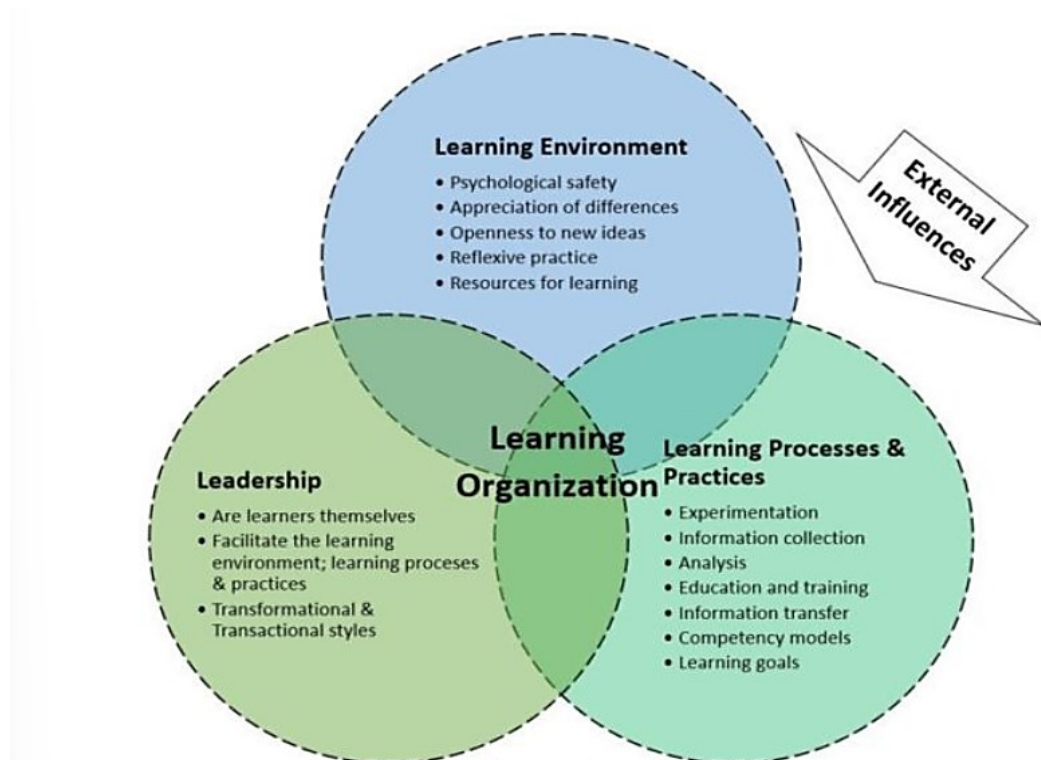 Learning Environment
• Psychological safety
• Appreciation of differences
• Openness to new ideas
• Reflexive practice
• Resources for learning
External
Influences
Learning
Organization
Leadership
• Are learners themselves
• Facilitate the learning
environment; learning proceses
& practices
• Transformational &
Transactional styles
Learning Processes &
Practices
• Experimentation
• Information collection
• Analysis
• Education and training
• Information transfer
• Competency models
• Learning goals